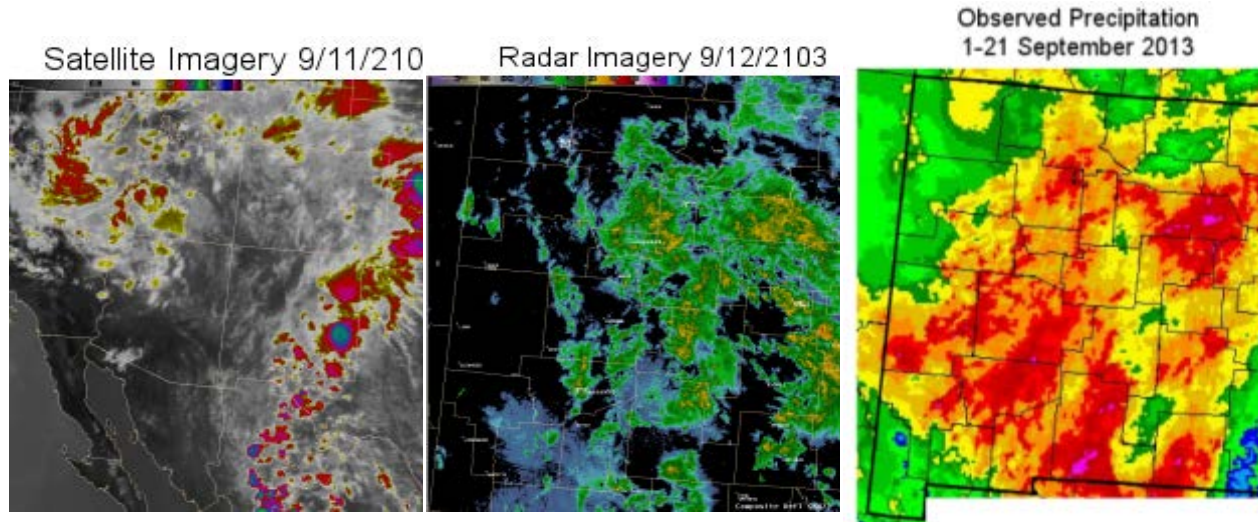 Satellite Imagery 9/11/210
Radar Imagery 9/12/2103
Observed Precipitation
1-21 September 2013